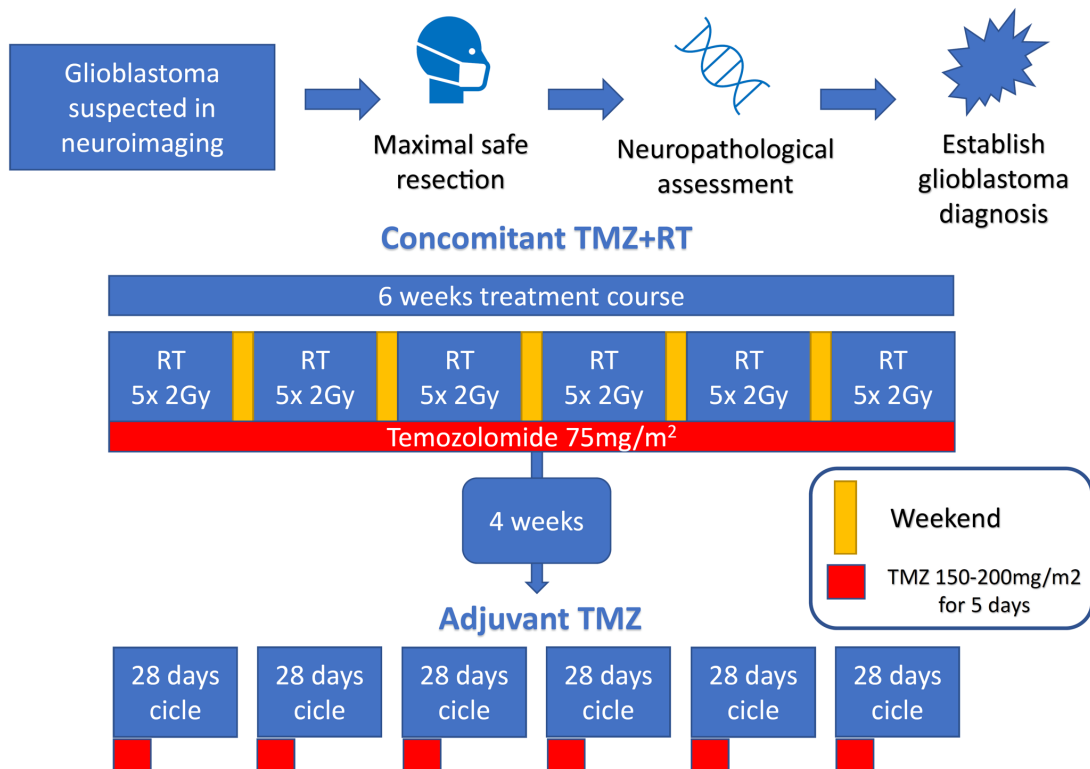 Glioblastoma
suspected in
neuroimaging
Maximal safe
resection
Neuropathological
assessment
Establish
glioblastoma
diagnosis
Concomitant TMZ+RT
6 weeks treatment course
RT
5x 2Gy
RT
5x 2Gy
RT
5x 2Gy
RT
5x 2Gy
RT
5x 2Gy
RT
5x 2Gy
Temozolomide 75mg/m²
4 weeks
Weekend
TMZ 150-200mg/m2
for 5 days
Adjuvant TMZ
28 days
cicle
28 days
cicle
28 days
cicle
28 days
cicle
28 days
cicle
28 days
cicle